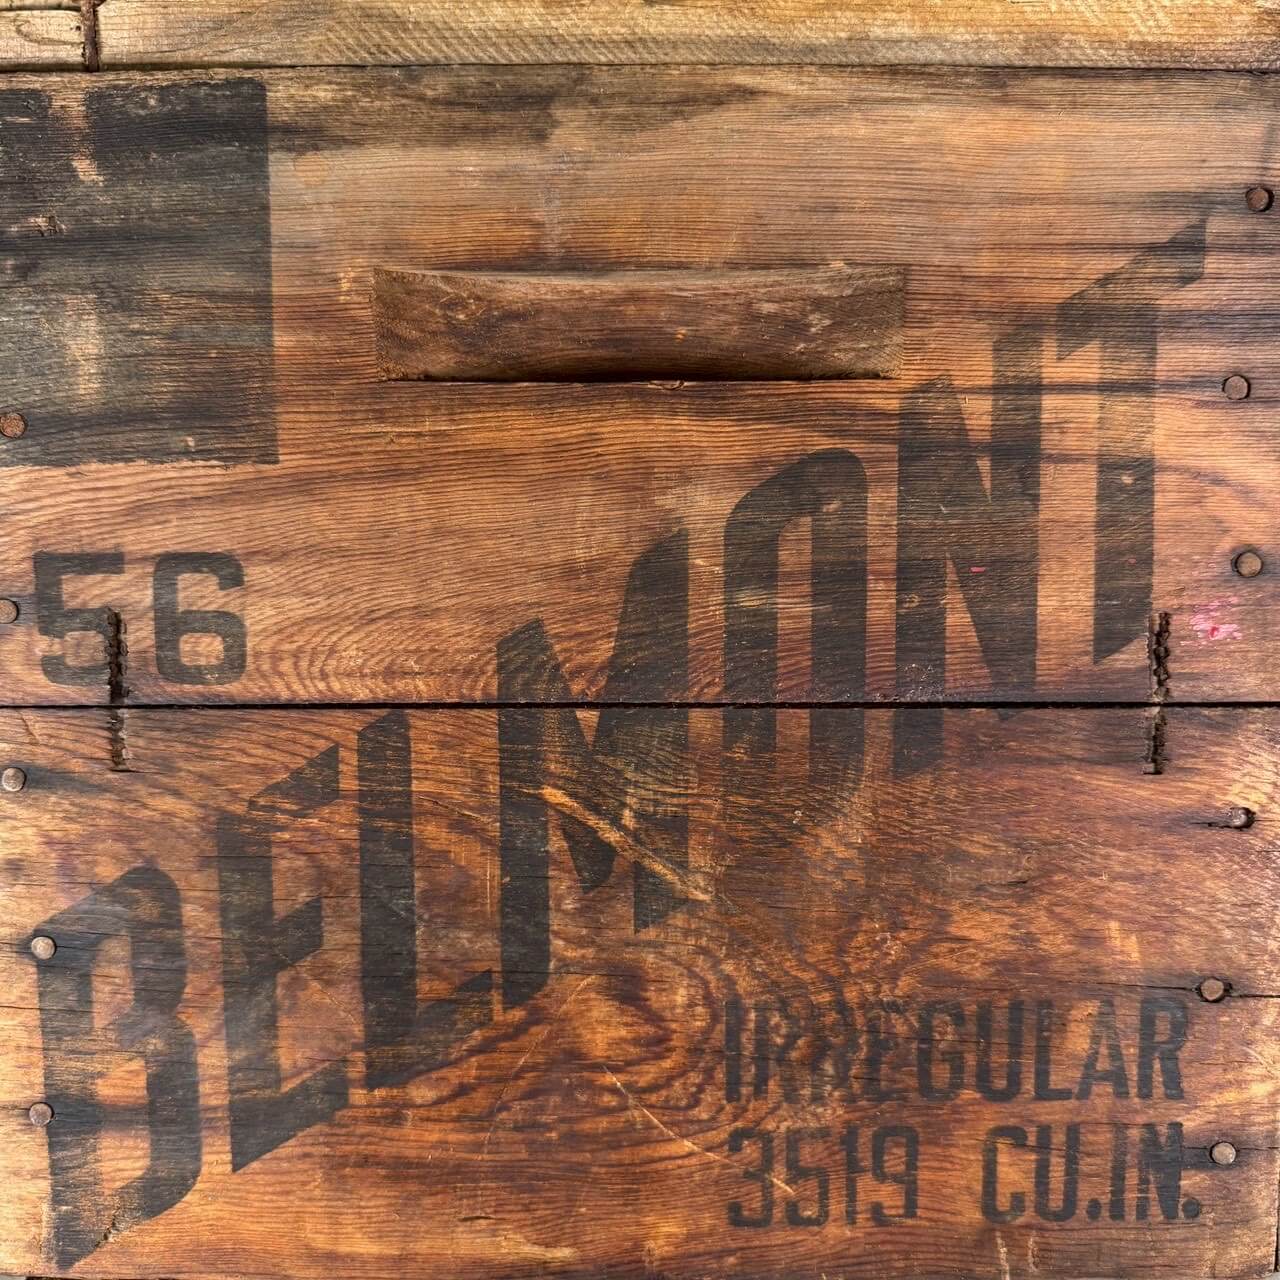 56
BELMONT
IRREGULAR
3519 CU.IN.